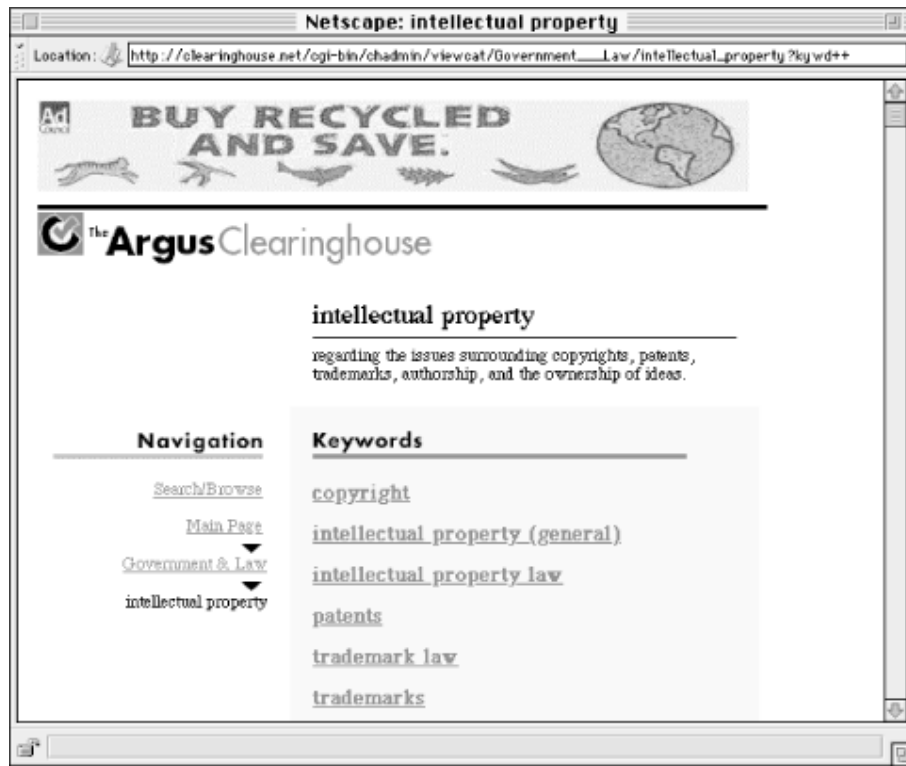 Netscape: intellectual property
Location: http://clearinghouse.net/cgi-bin/chadmin/viewcat/Government___Law/intellectual_property?kywd++
Ad Council
BUY RECYCLED
AND SAVE.
The Argus Clearinghouse
intellectual property
regarding the issues surrounding copyrights, patents,
trademarks, authorship, and the ownership of ideas.
Navigation
Search/Browse
Main Page
Government & Law
intellectual property
Keywords
copyright
intellectual property (general)
intellectual property law
patents
trademark law
trademarks